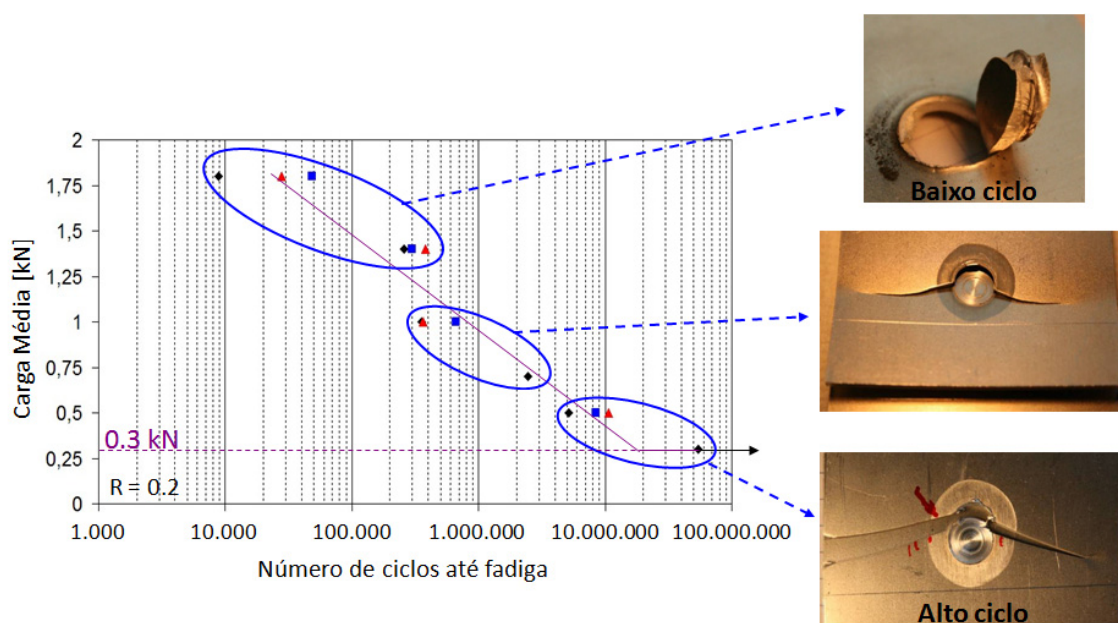 Baixo ciclo
2
1,75
1,5
1,25
1
0,75
0,5
0,25
0
Carga Média [kN]
0.3 kN
R = 0.2
1.000
10.000
100.000
1.000.000
10.000.000
100.000.000
Número de ciclos até fadiga
Alto ciclo